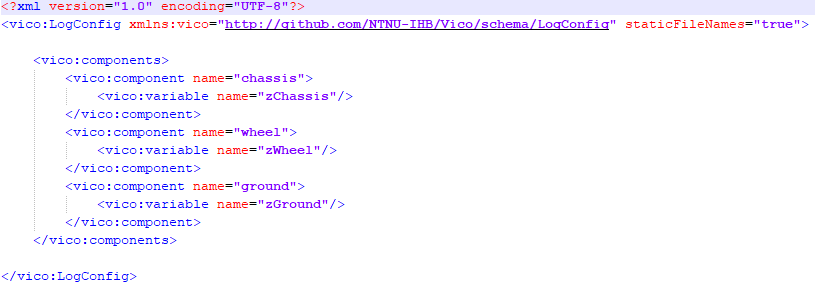 <?xml version="1.0" encoding="UTF-8"?>
<vico:LogConfig xmlns:vico="http://github.com/NTNU-IHB/Vico/schema/LogConfig" staticFileNames="true">
    <vico:components>
        <vico:component name="chassis">
            <vico:variable name="zChassis"/>
        </vico:component>
        <vico:component name="wheel">
            <vico:variable name="zWheel"/>
        </vico:component>
        <vico:component name="ground">
            <vico:variable name="zGround"/>
        </vico:component>
    </vico:components>
</vico:LogConfig>